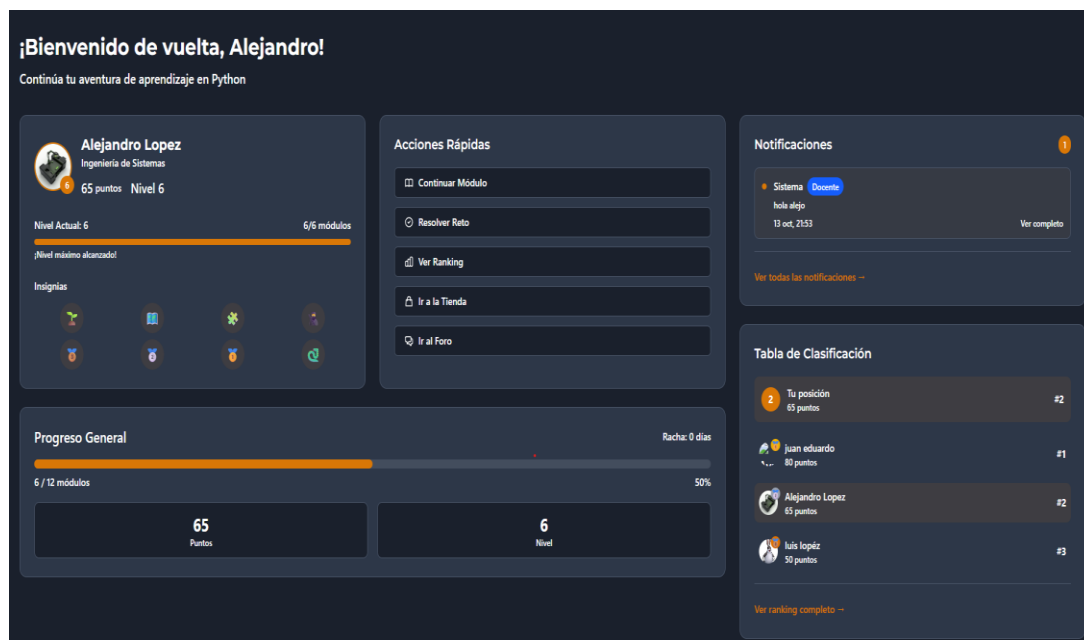 ¡Bienvenido de vuelta, Alejandro!
Continúa tu aventura de aprendizaje en Python
Alejandro Lopez
Ingeniería de Sistemas
6
65 puntos Nivel 6
Nivel Actual: 6 6/6 módulos
¡Nivel máximo alcanzado!
Insignias
Acciones Rápidas
Continuar Módulo
Resolver Reto
Ver Ranking
Ir a la Tienda
Ir al Foro
Notificaciones 1
Sistema Docente
hola alejo
13 oct, 21:53 Ver completo
Ver todas las notificaciones →
Progreso General Racha: 0 días
6 / 12 módulos 50%
65
Puntos
6
Nivel
Tabla de Clasificación
2 Tu posición #2
65 puntos
juan eduardo #1
80 puntos
Alejandro Lopez #2
65 puntos
luis lopéz #3
50 puntos
Ver ranking completo →